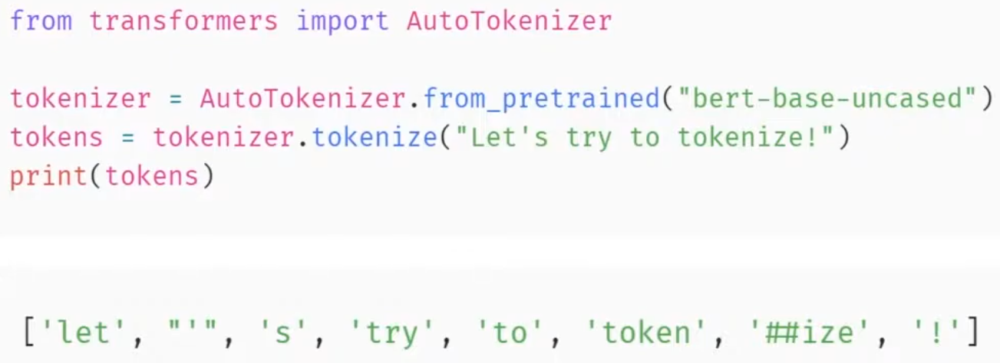 from transformers import AutoTokenizer
tokenizer = AutoTokenizer.from_pretrained("bert-base-uncased")
tokens = tokenizer.tokenize("Let's try to tokenize!")
print(tokens)
['let', "'", 's', 'try', 'to', 'token', '##ize', '!']